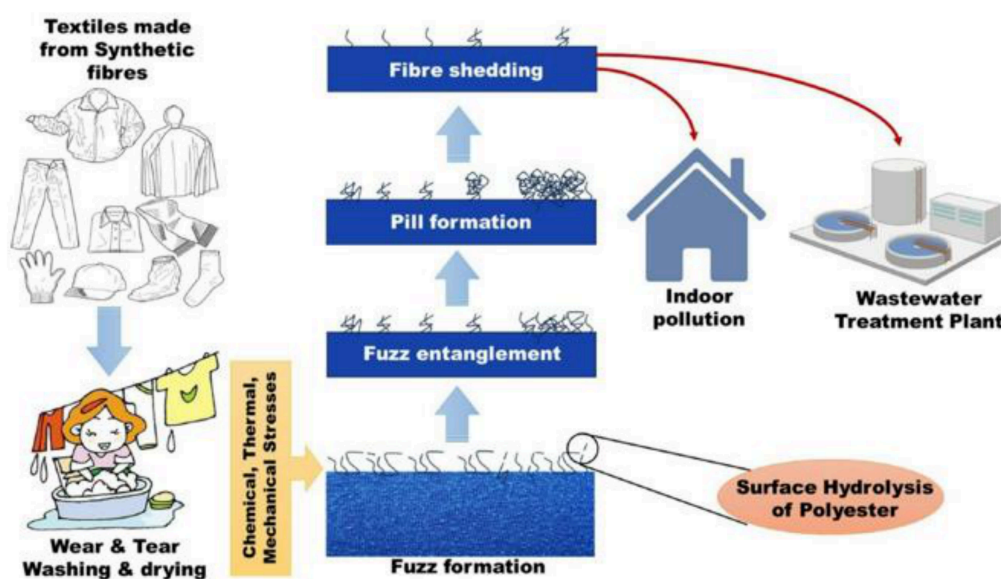 Textiles made
from Synthetic
fibres
Wear & Tear
Washing & drying
Chemical, Thermal,
Mechanical Stresses
Fibre shedding
Pill formation
Fuzz entanglement
Fuzz formation
Indoor
pollution
Wastewater
Treatment Plant
Surface Hydrolysis
of Polyester